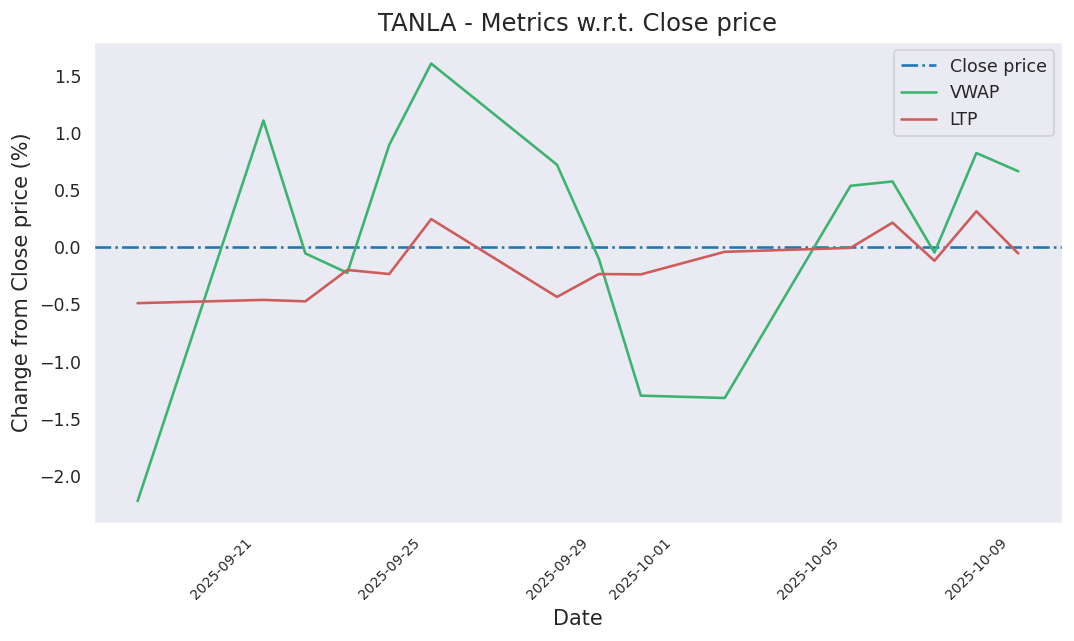 TANLA - Metrics w.r.t. Close price
Close price
VWAP
LTP
Change from Close price (%)
1.5
1.0
0.5
0.0
−0.5
−1.0
−1.5
−2.0
2025-09-21
2025-09-25
2025-09-29
2025-10-01
2025-10-05
2025-10-09
Date